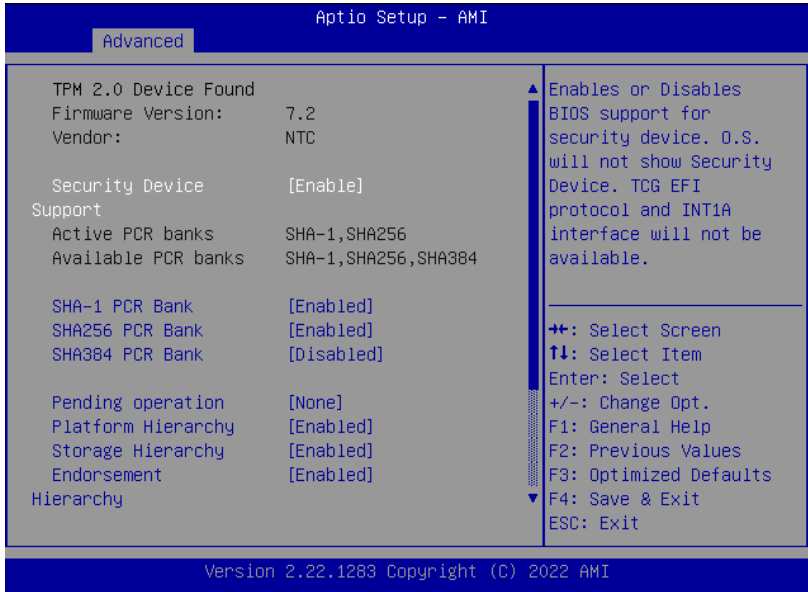 Aptio Setup – AMI
Advanced
TPM 2.0 Device Found
Firmware Version: 7.2
Vendor: NTC
Security Device [Enable]
Support
Active PCR banks SHA-1,SHA256
Available PCR banks SHA-1,SHA256,SHA384
SHA-1 PCR Bank [Enabled]
SHA256 PCR Bank [Enabled]
SHA384 PCR Bank [Disabled]
Pending operation [None]
Platform Hierarchy [Enabled]
Storage Hierarchy [Enabled]
Endorsement [Enabled]
Hierarchy
Enables or Disables
BIOS support for
security device. O.S.
will not show Security
Device. TCG EFI
protocol and INT1A
interface will not be
available.
→←: Select Screen
↑↓: Select Item
Enter: Select
+/-: Change Opt.
F1: General Help
F2: Previous Values
F3: Optimized Defaults
F4: Save & Exit
ESC: Exit
Version 2.22.1283 Copyright (C) 2022 AMI